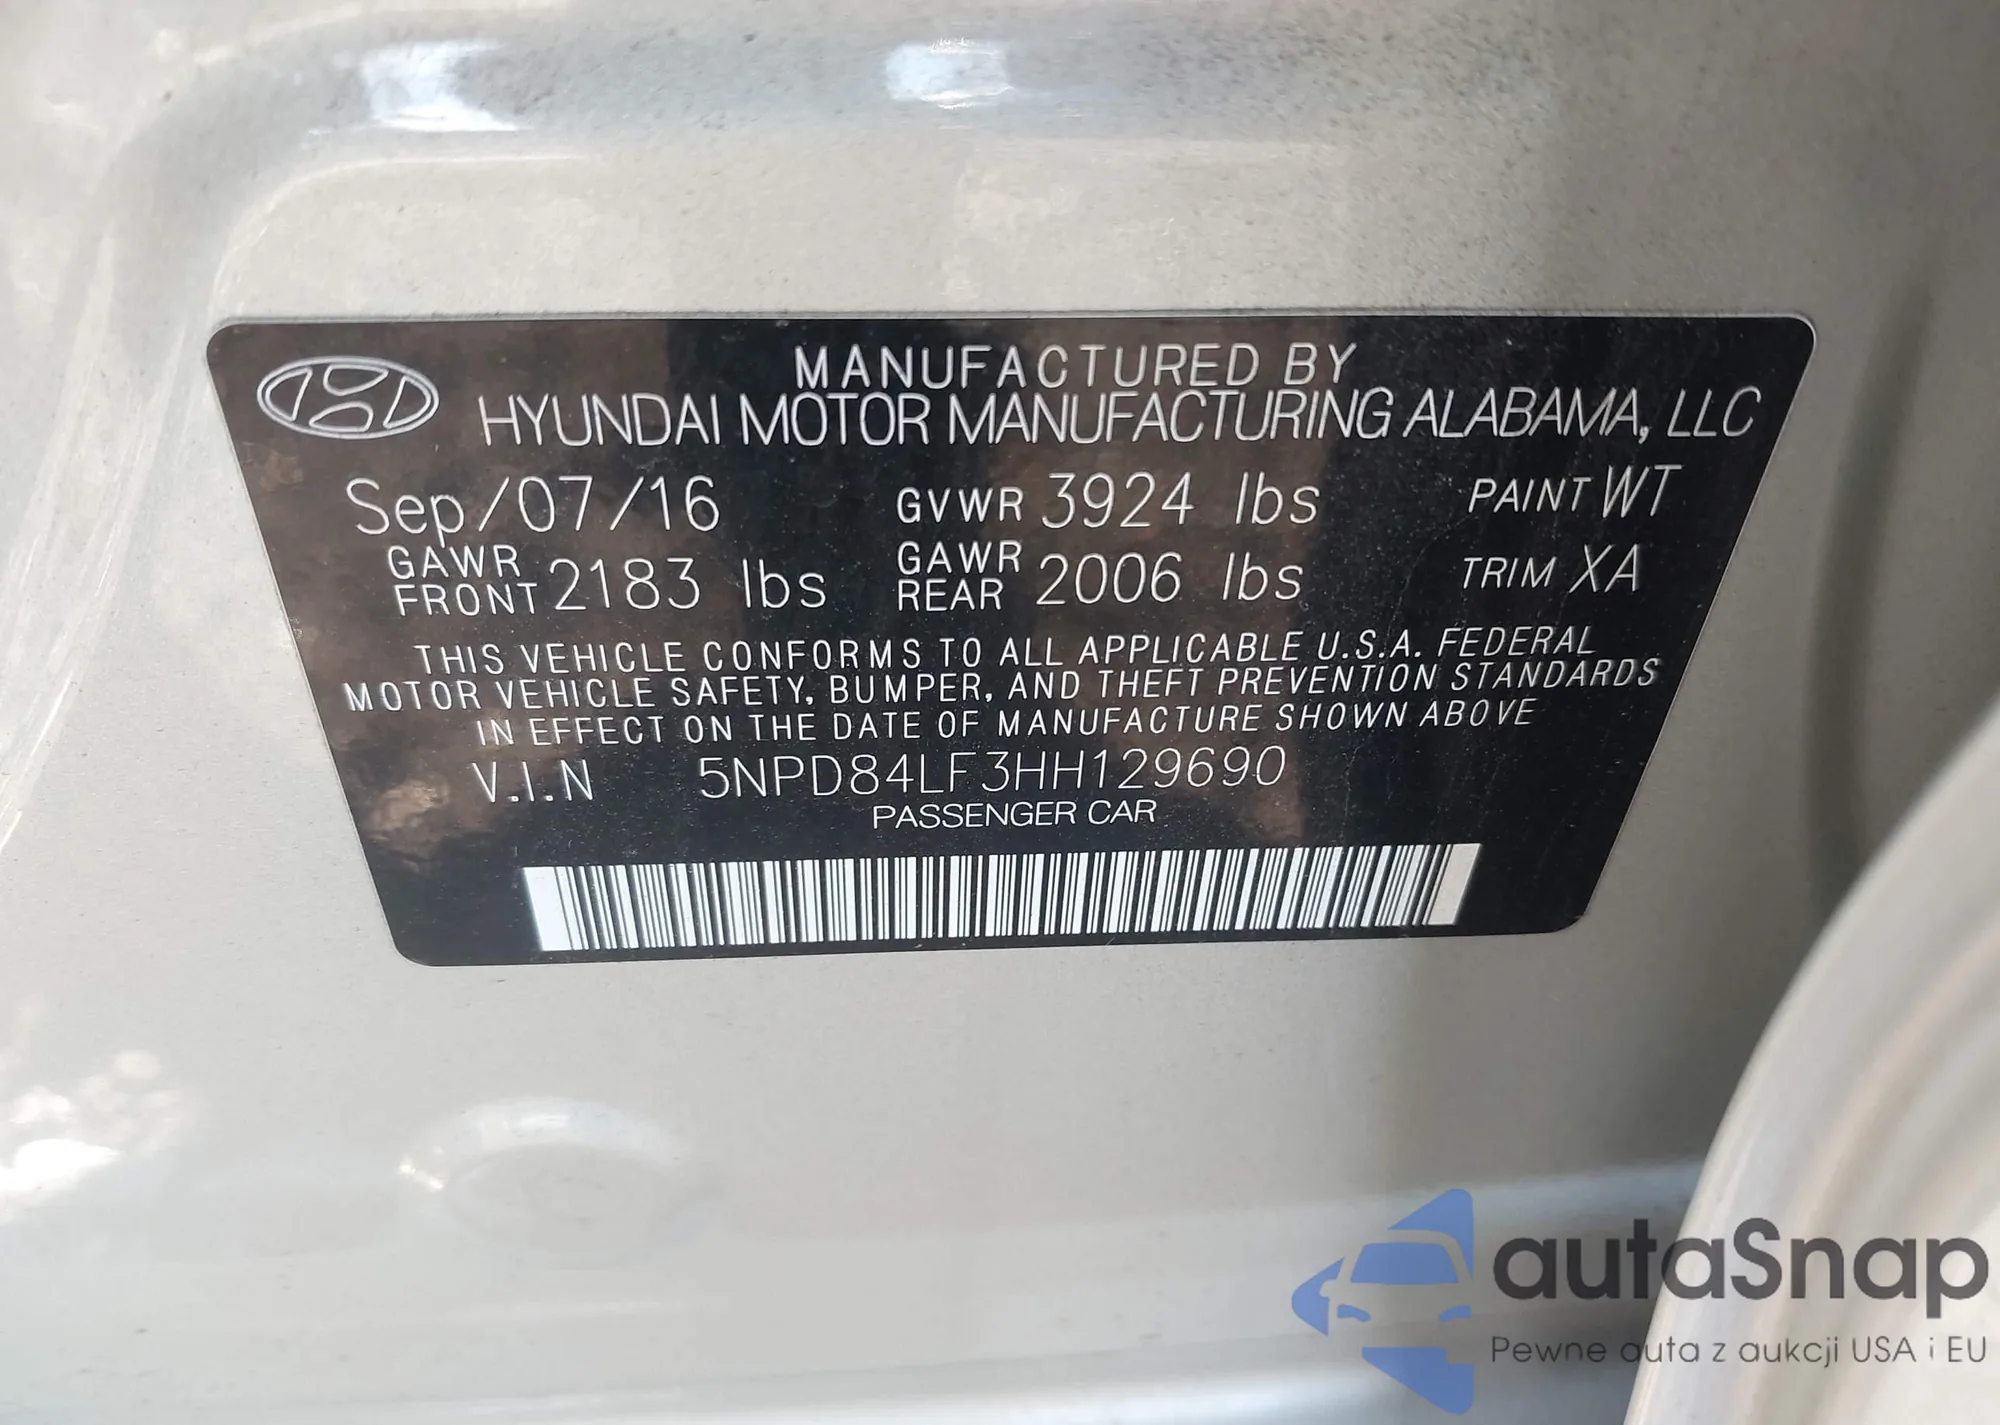 MANUFACTURED BY
HYUNDAI MOTOR MANUFACTURING ALABAMA, LLC
Sep/07/16 GVWR 3924 lbs PAINT WT
GAWR FRONT 2183 lbs GAWR REAR 2006 lbs TRIM XA
THIS VEHICLE CONFORMS TO ALL APPLICABLE U.S.A. FEDERAL
MOTOR VEHICLE SAFETY, BUMPER, AND THEFT PREVENTION STANDARDS
IN EFFECT ON THE DATE OF MANUFACTURE SHOWN ABOVE
V.I.N 5NPD84LF3HH129690
PASSENGER CAR
autaSnap
Pewne auta z aukcji USA i EU